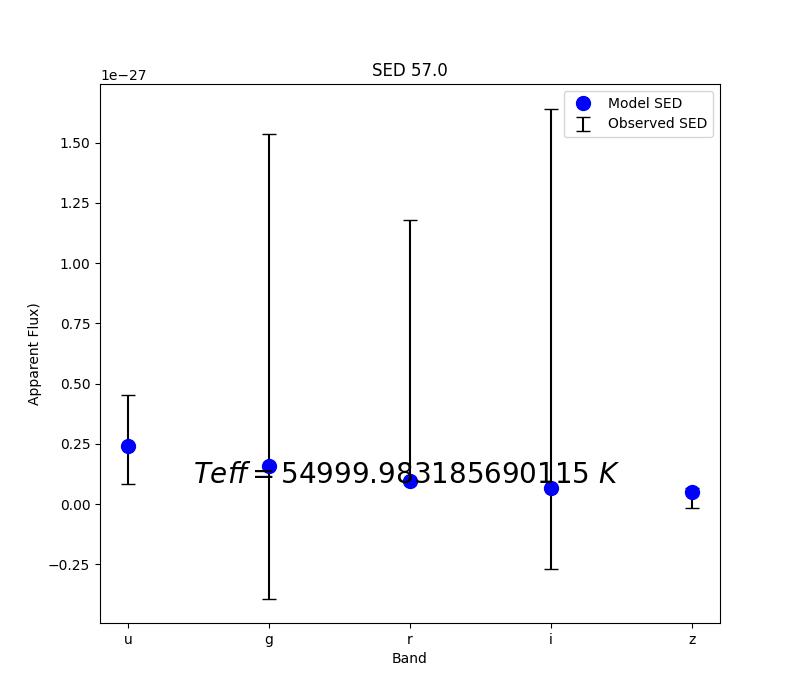 SED 57.0
1e−27
Model SED
Observed SED
1.50
1.25
1.00
0.75
0.50
0.25
0.00
−0.25
Apparent Flux)
Teff = 54999.983185690115 K
u g r i z
Band